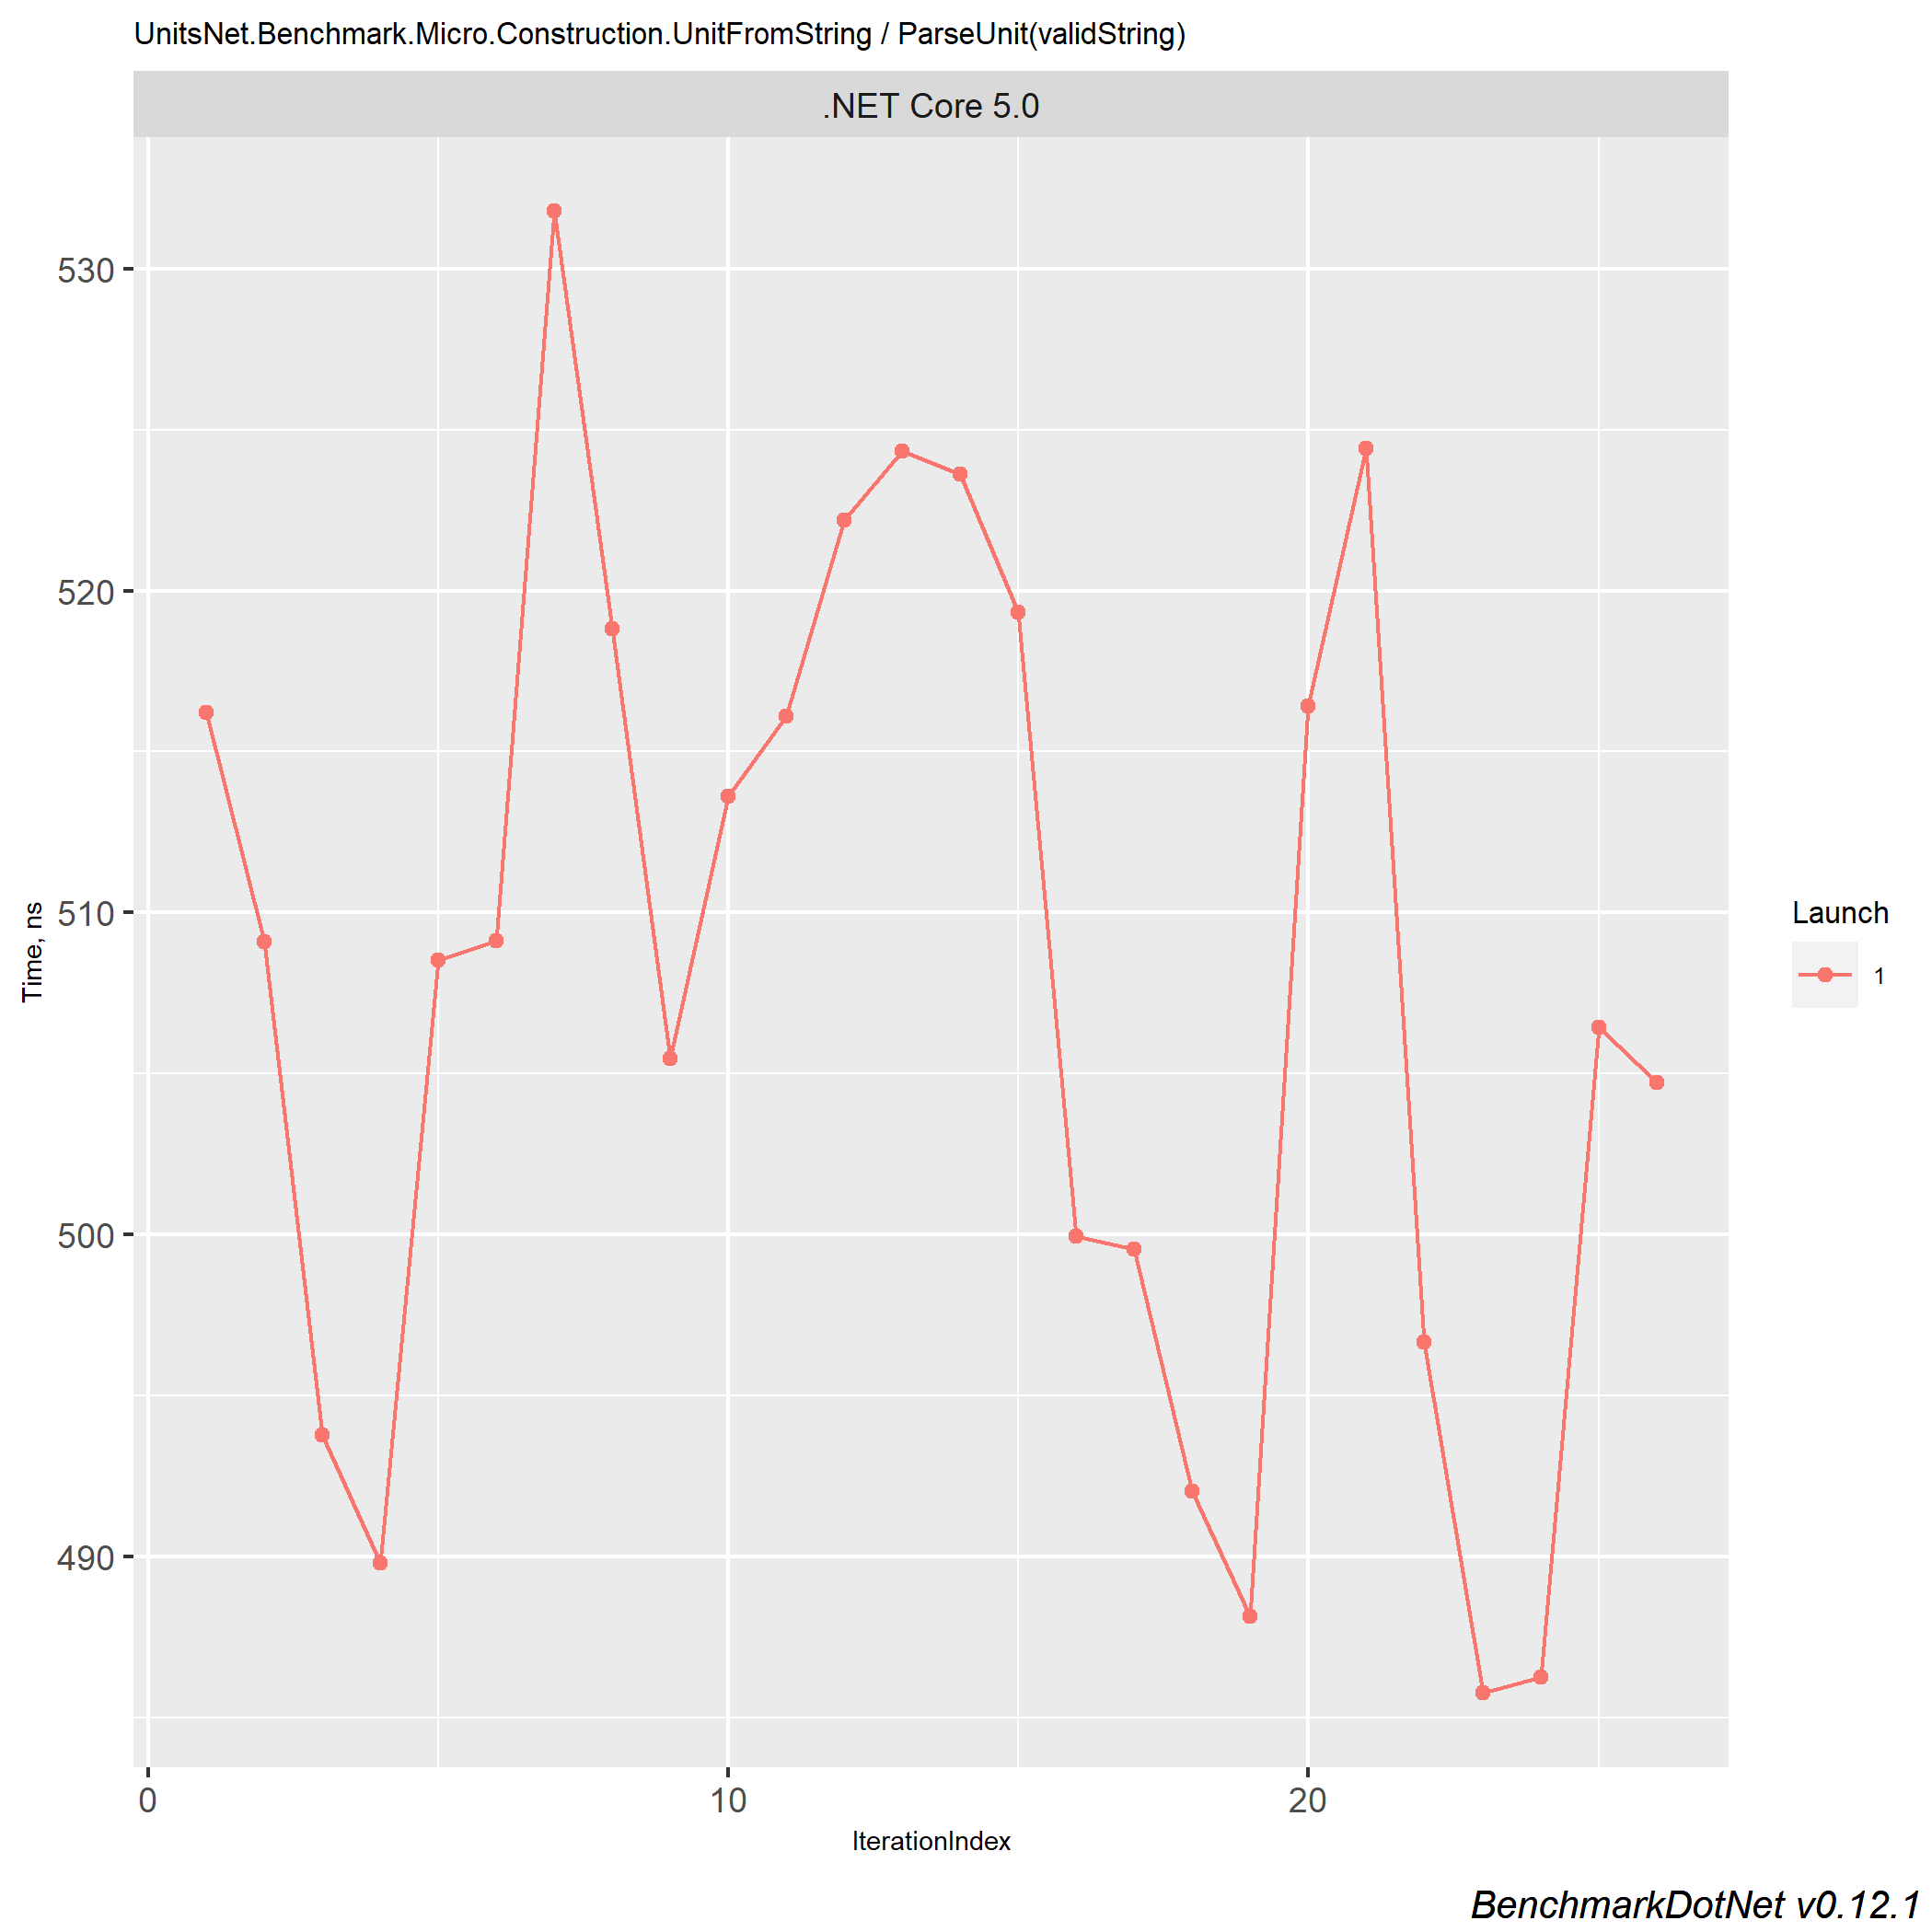 UnitsNet.Benchmark.Micro.Construction.UnitFromString / ParseUnit(validString)
.NET Core 5.0
530
520
510
500
490
Time, ns
0 10 20
IterationIndex
Launch
1
BenchmarkDotNet v0.12.1